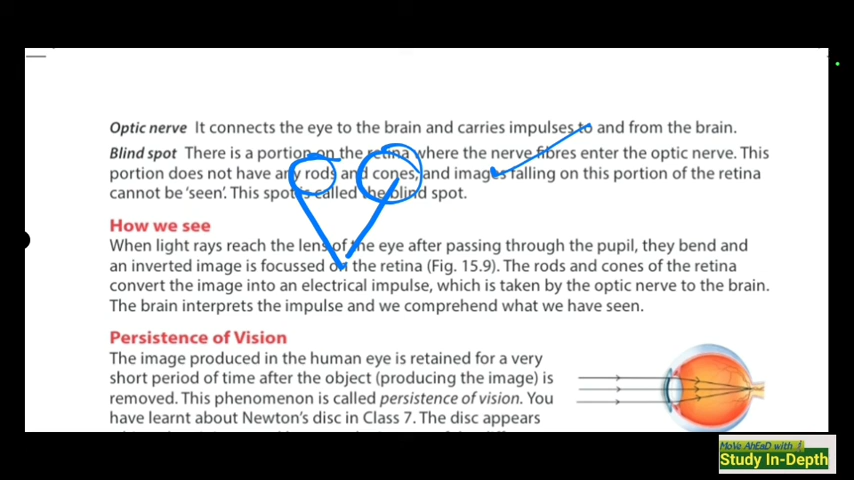 Optic nerve It connects the eye to the brain and carries impulses to and from the brain.
Blind spot There is a portion on the retina where the nerve fibres enter the optic nerve. This
portion does not have any rods and cones, and images falling on this portion of the retina
cannot be 'seen'. This spot is called the blind spot.
How we see
When light rays reach the lens of the eye after passing through the pupil, they bend and
an inverted image is focussed on the retina (Fig. 15.9). The rods and cones of the retina
convert the image into an electrical impulse, which is taken by the optic nerve to the brain.
The brain interprets the impulse and we comprehend what we have seen.
Persistence of Vision
The image produced in the human eye is retained for a very
short period of time after the object (producing the image) is
removed. This phenomenon is called persistence of vision. You
have learnt about Newton's disc in Class 7. The disc appears
MoVe AhEaD with
Study In-Depth